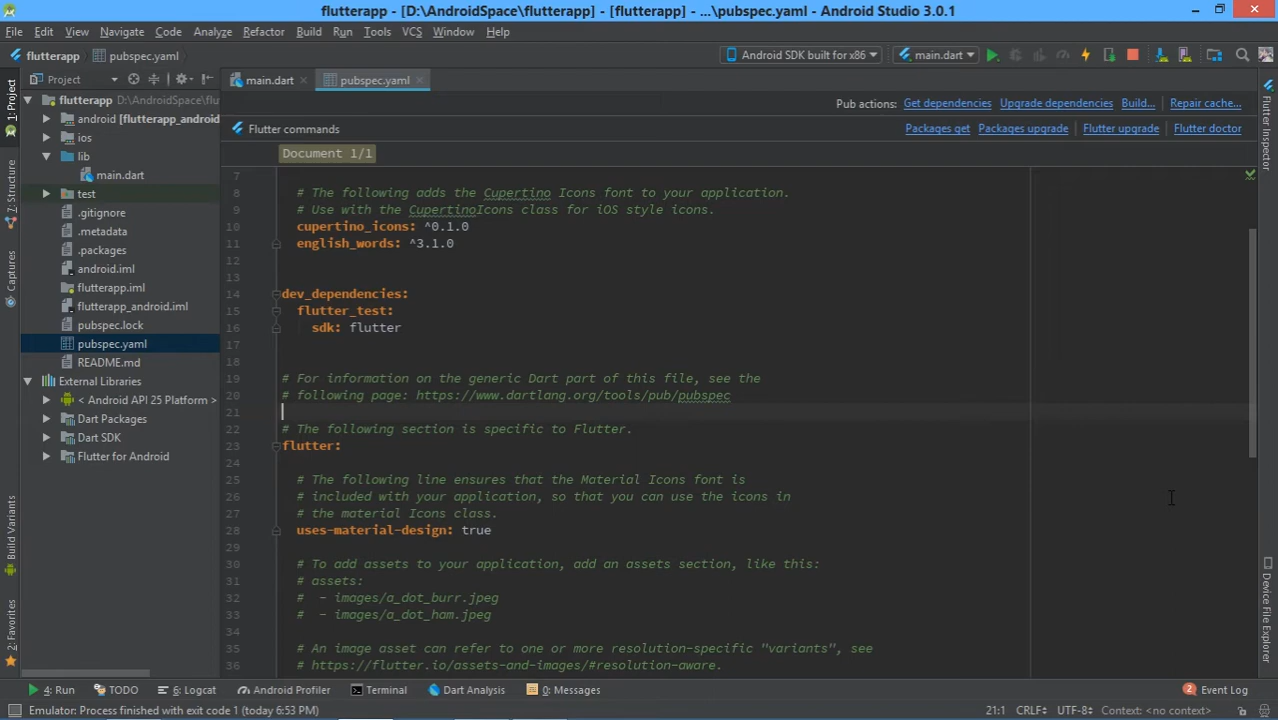 flutterapp - [D:\AndroidSpace\flutterapp] - [flutterapp] - ...\pubspec.yaml - Android Studio 3.0.1
File Edit View Navigate Code Analyze Refactor Build Run Tools VCS Window Help
flutterapp pubspec.yaml Android SDK built for x86 main.dart
Project main.dart pubspec.yaml
flutterapp D:\AndroidSpace\flu
android [flutterapp_android
ios
lib
main.dart
test
.gitignore
.metadata
.packages
android.iml
flutterapp.iml
flutterapp_android.iml
pubspec.lock
pubspec.yaml
README.md
External Libraries
< Android API 25 Platform >
Dart Packages
Dart SDK
Flutter for Android
1: Project
7: Structure
Captures
Build Variants
2: Favorites
Pub actions: Get dependencies Upgrade dependencies Build... Repair cache...
Flutter commands Packages get Packages upgrade Flutter upgrade Flutter doctor
Document 1/1
7
8 # The following adds the Cupertino Icons font to your application.
9 # Use with the CupertinoIcons class for iOS style icons.
10 cupertino_icons: ^0.1.0
11 english_words: ^3.1.0
12
13
14 dev_dependencies:
15 flutter_test:
16 sdk: flutter
17
18
19 # For information on the generic Dart part of this file, see the
20 # following page: https://www.dartlang.org/tools/pub/pubspec
21
22 # The following section is specific to Flutter.
23 flutter:
24
25 # The following line ensures that the Material Icons font is
26 # included with your application, so that you can use the icons in
27 # the material Icons class.
28 uses-material-design: true
29
30 # To add assets to your application, add an assets section, like this:
31 # assets:
32 #  - images/a_dot_burr.jpeg
33 #  - images/a_dot_ham.jpeg
34
35 # An image asset can refer to one or more resolution-specific "variants", see
36 # https://flutter.io/assets-and-images/#resolution-aware.
Flutter Inspector
Device File Explorer
4: Run TODO 6: Logcat Android Profiler Terminal Dart Analysis 0: Messages 2 Event Log
Emulator: Process finished with exit code 1 (today 6:53 PM) 21:1 CRLF UTF-8 Context: <no context>